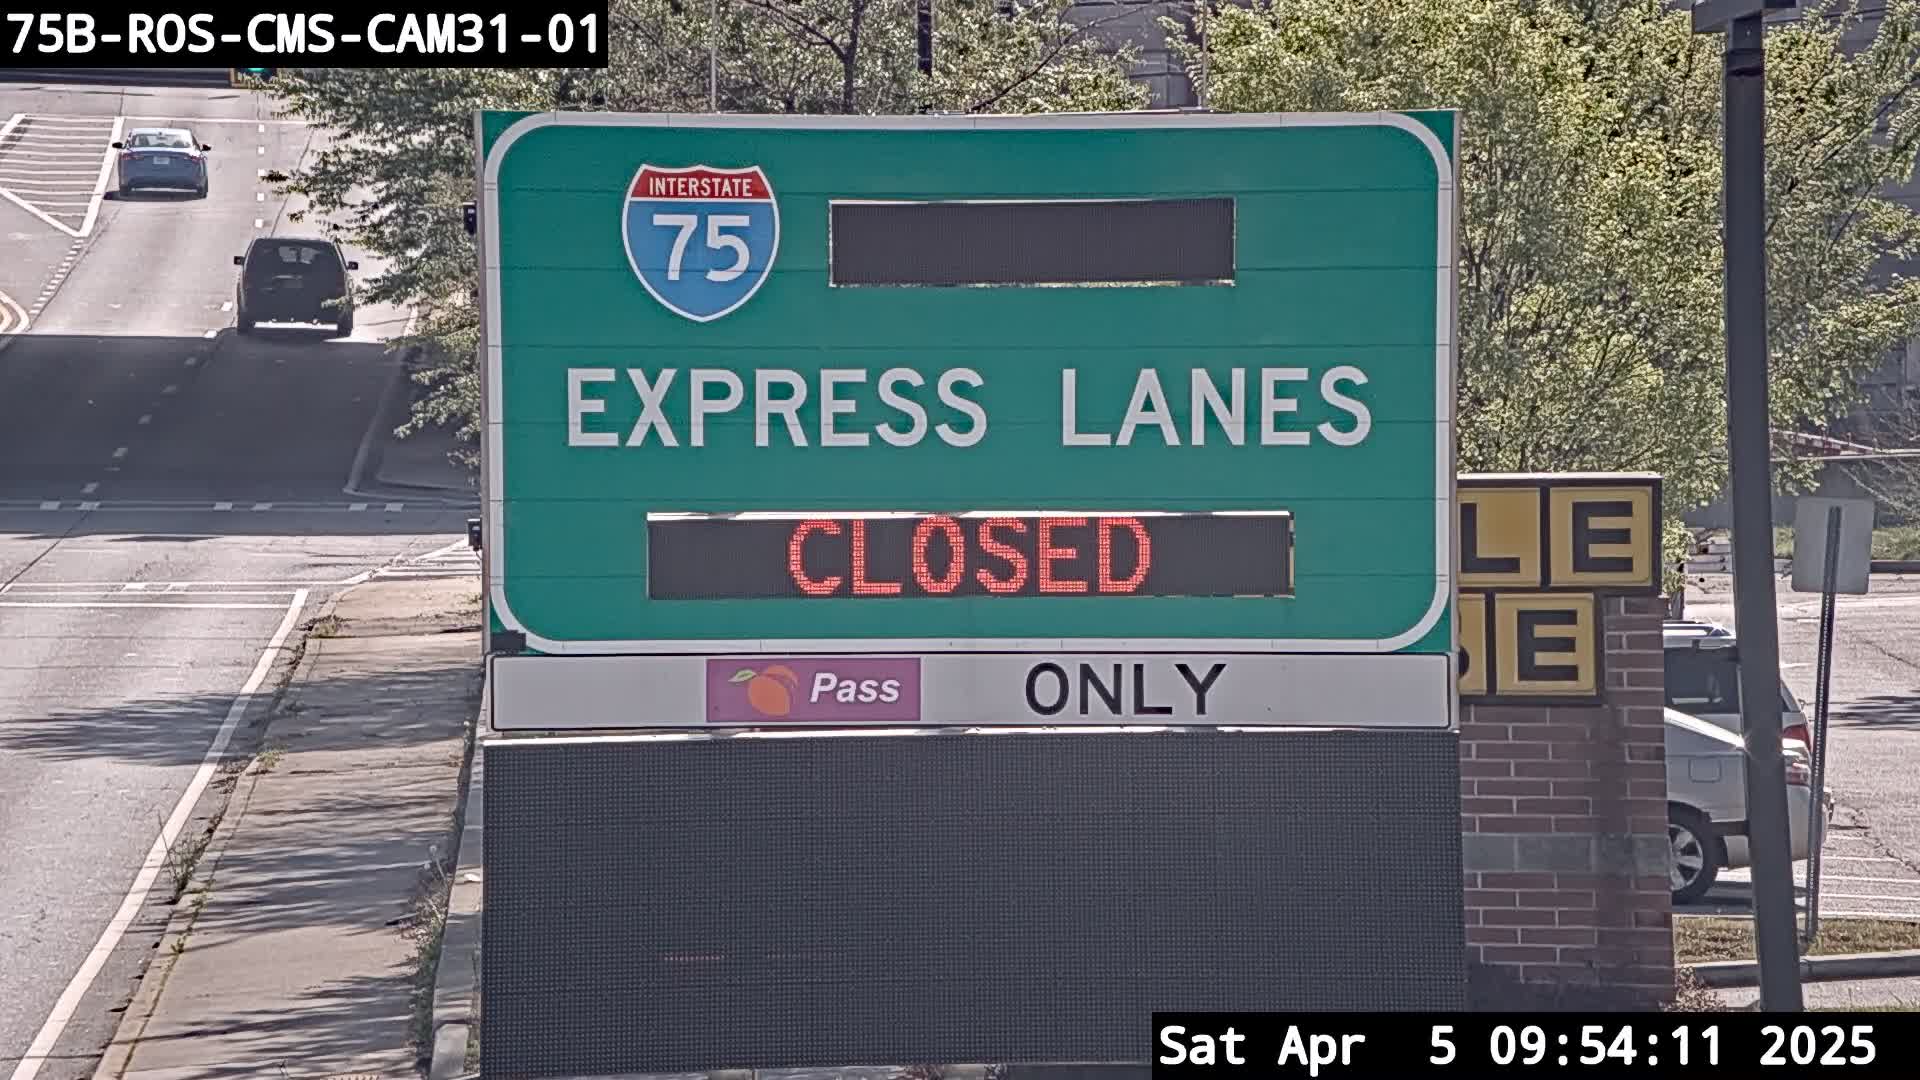 75B-ROS-CMS-CAM31-01
INTERSTATE
75
EXPRESS LANES
CLOSED
Pass ONLY
LE
E
Sat Apr 5 09:54:11 2025